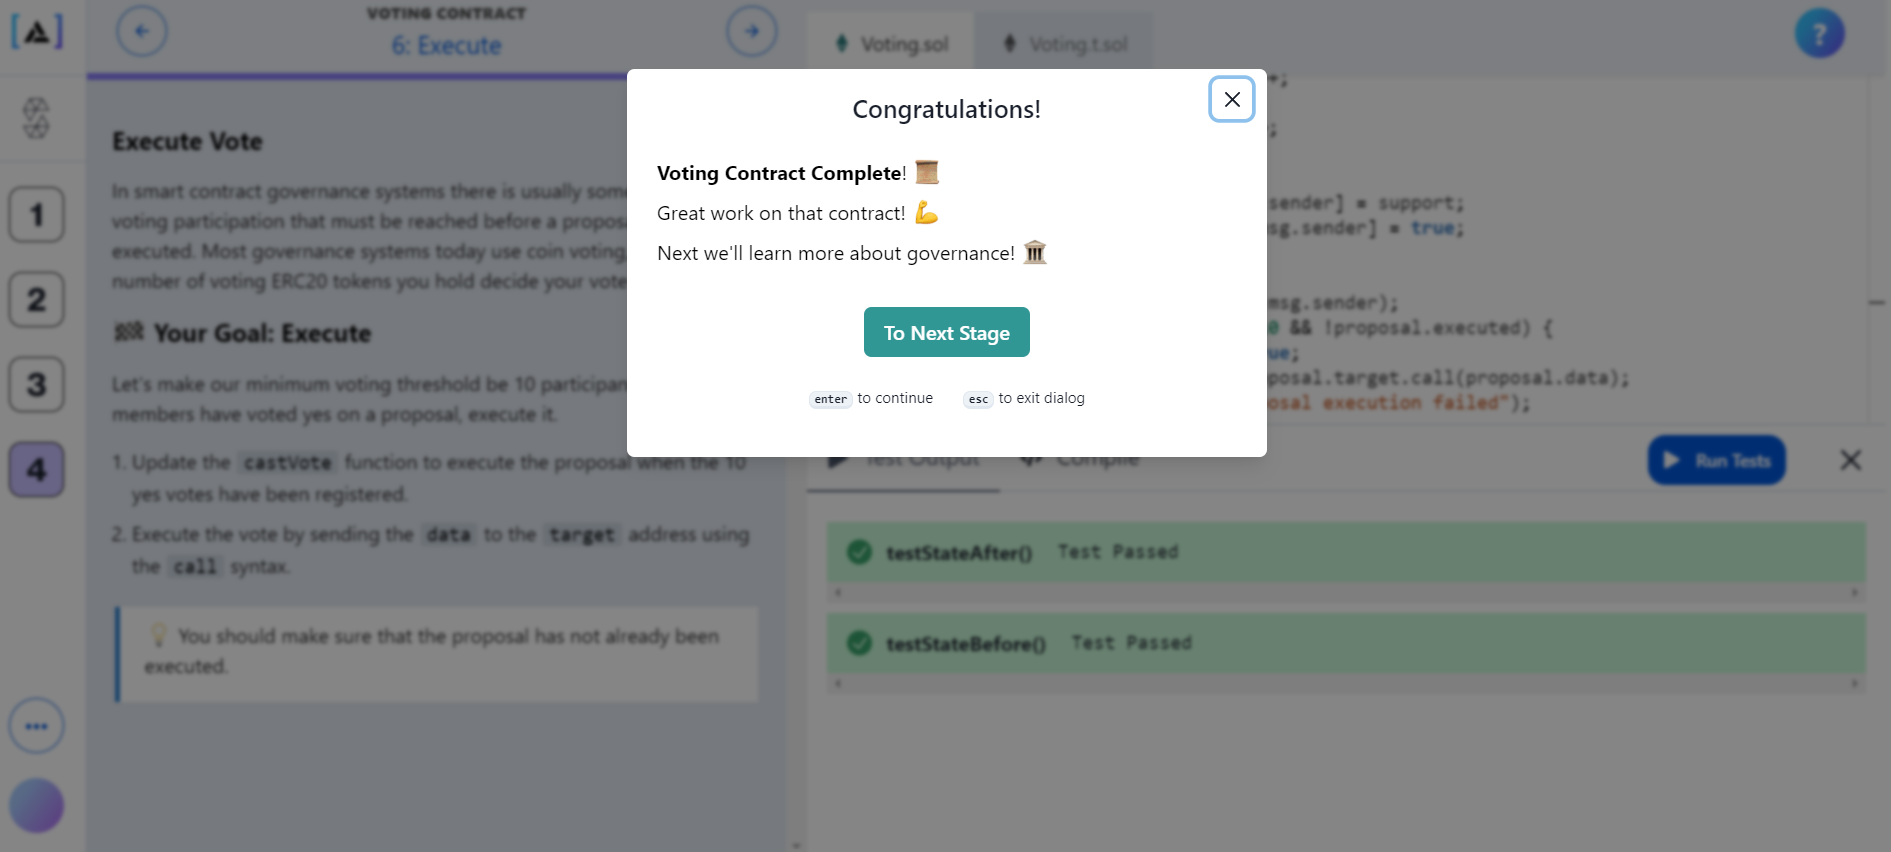 VOTING CONTRACT
6: Execute
Voting.sol
Voting.t.sol
?
1
2
3
4
Execute Vote
In smart contract governance systems there is usually some
voting participation that must be reached before a
executed. Most governance systems today use coin voting,
number of voting ERC20 tokens you hold decide your vote
Your Goal: Execute
Let's make our minimum voting threshold be 10
members have voted yes on a proposal, execute it.
1. Update the castVote function to execute the proposal when the 10
yes votes have been registered.
2. Execute the vote by sending the data to the target address using
the call syntax.
You should make sure that the proposal has not already been
executed.
Congratulations!
Voting Contract Complete!
Great work on that contract!
Next we'll learn more about governance!
To Next Stage
enter to continue esc to exit dialog
;
;
sender] = support;
sg.sender] = true;
msg.sender);
0 && !proposal.executed) {
ue;
posal.target.call(proposal.data);
osal execution failed");
Test Output
Compile
Run Tests
testStateAfter() Test Passed
testStateBefore() Test Passed